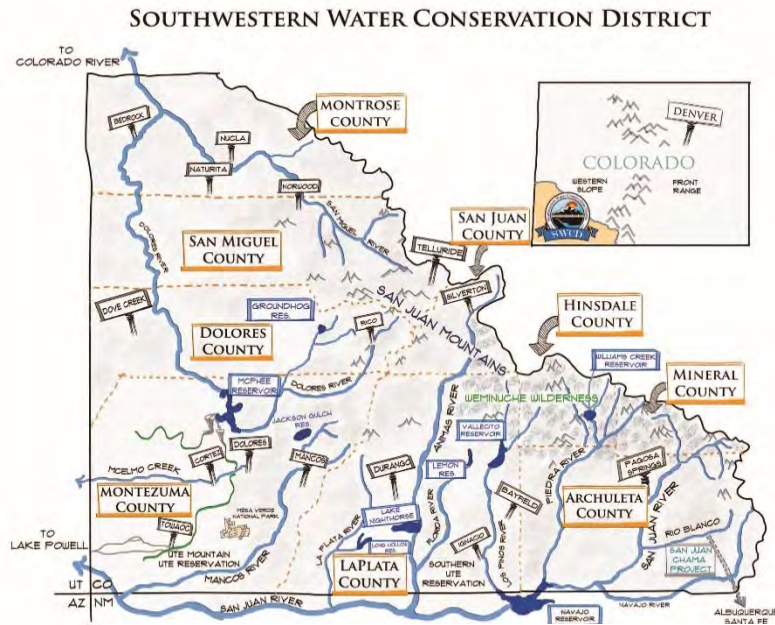 SOUTHWESTERN WATER CONSERVATION DISTRICT
TO
COLORADO RIVER
BEDROCK
NUCLA
NATURITA
MONTROSE
COUNTY
NORWOOD
SAN MIGUEL RIVER
DENVER
COLORADO
WESTERN
SLOPE
FRONT
RANGE
SWCD
DOLORES RIVER
SAN MIGUEL
COUNTY
TELLURIDE
SAN JUAN
COUNTY
SILVERTON
DOVE CREEK
GROUNDHOG
RES.
RICO
SAN JUAN MOUNTAINS
HINSDALE
COUNTY
DOLORES
COUNTY
WILLIAMS CREEK
RESERVOIR
MCPHEE
RESERVOIR
DOLORES RIVER
MINERAL
COUNTY
WEMINUCHE WILDERNESS
JACKSON GULCH
RES.
ANIMAS RIVER
VALLECITO
RESERVOIR
DOLORES
CORTEZ
MANCOS
MCELMO CREEK
DURANGO
LEMON
RES.
PIEDRA RIVER
PAGOSA
SPRINGS
BAYFIELD
MONTEZUMA
COUNTY
ARCHULETA
COUNTY
SAN JUAN RIVER
MESA VERDE
NATIONAL PARK
LAKE
NIGHTHORSE
TOWAOC
LA PLATA RIVER
FLORIDA RIVER
IGNACIO
LOS PINOS RIVER
RIO BLANCO
TO
LAKE POWELL
UTE MOUNTAIN
UTE RESERVATION
LONG HOLLOW RES.
SOUTHERN
UTE
RESERVATION
SAN JUAN
CHAMA
PROJECT
MANCOS RIVER
LAPLATA
COUNTY
UT CO
AZ NM
SAN JUAN RIVER
NAVAJO
RESERVOIR
NAVAJO RIVER
ALBUQUERQUE
SANTA FE